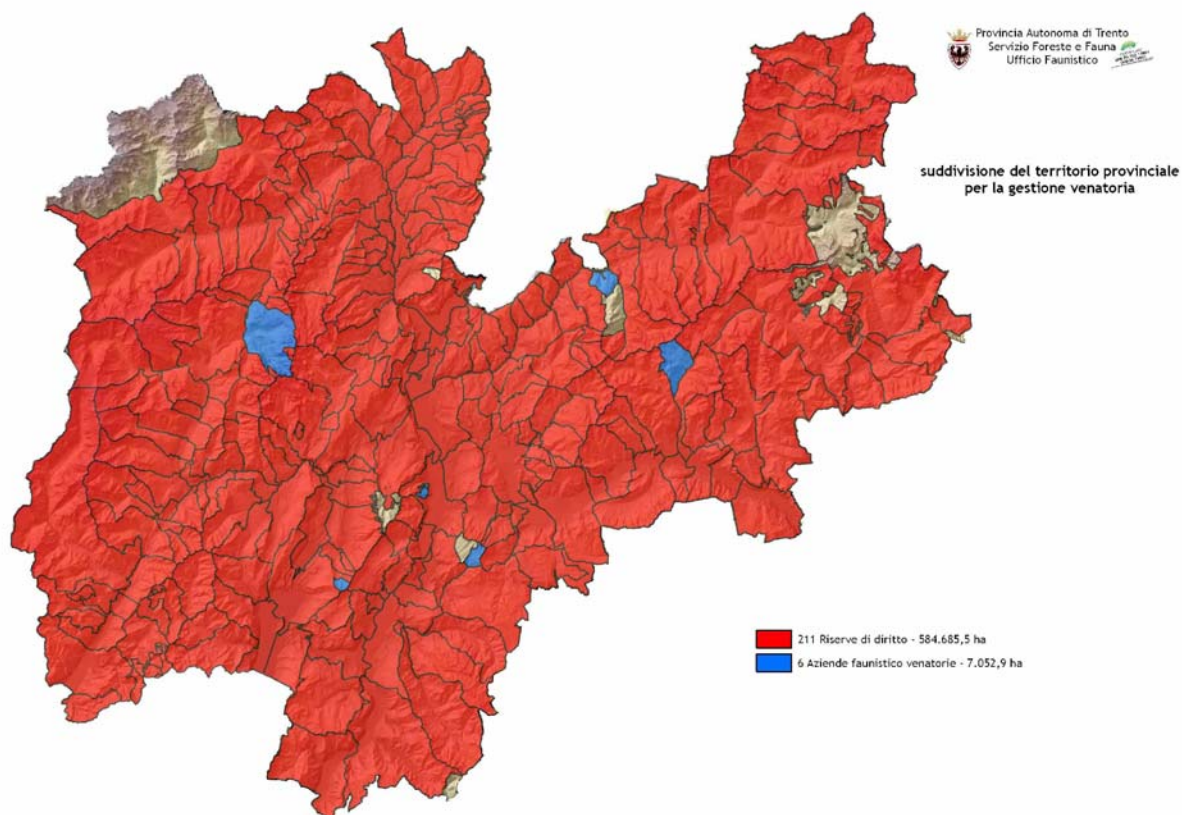 Provincia Autonoma di Trento
Servizio Foreste e Fauna
Ufficio Faunistico
suddivisione del territorio provinciale
per la gestione venatoria
211 Riserve di diritto - 584.685,5 ha
6 Aziende faunistico venatorie - 7.052,9 ha